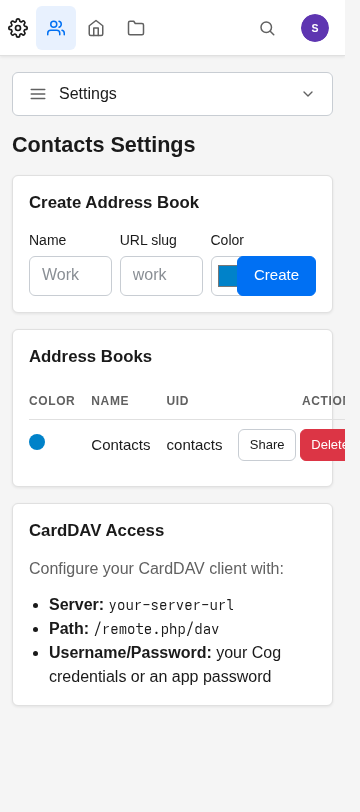 S
Settings
Contacts Settings
Create Address Book
Name URL slug Color
Work work Create
Address Books
COLOR NAME UID ACTION
Contacts contacts Share Delete
CardDAV Access
Configure your CardDAV client with:
• Server: your-server-url
• Path: /remote.php/dav
• Username/Password: your Cog
credentials or an app password